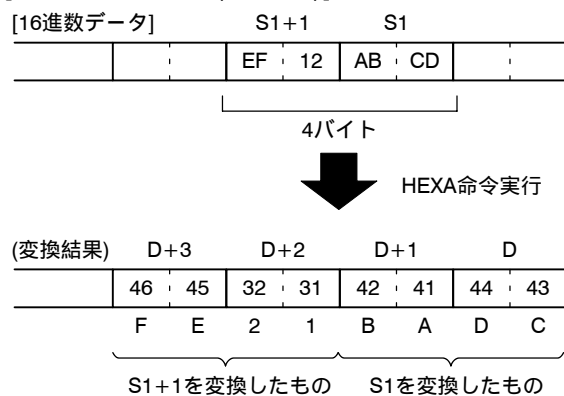 [16進数データ] S1+1 S1
EF 12 AB CD
4バイト
HEXA命令実行
(変換結果) D+3 D+2 D+1 D
46 45 32 31 42 41 44 43
F E 2 1 B A D C
S1+1を変換したもの S1を変換したもの